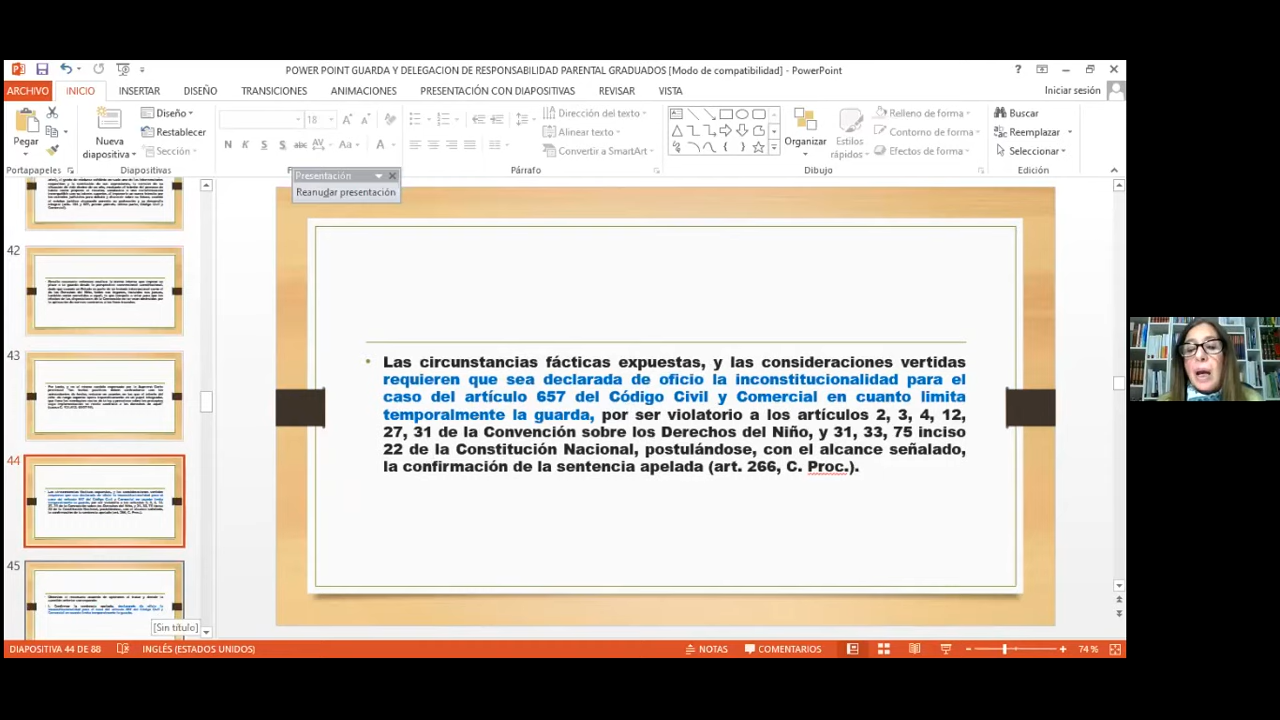 POWER POINT GUARDA Y DELEGACION DE RESPONSABILIDAD PARENTAL GRADUADOS [Modo de compatibilidad] - PowerPoint
?
ARCHIVO INICIO INSERTAR DISEÑO TRANSICIONES ANIMACIONES PRESENTACIÓN CON DIAPOSITIVAS REVISAR VISTA
Iniciar sesión
Pegar
Portapapeles
Nueva
diapositiva
Diseño
Restablecer
Sección
Diapositivas
18
N K S S abc AV Aa A
Párrafo
Dirección del texto
Alinear texto
Convertir a SmartArt
Organizar
Estilos
rápidos
Relleno de forma
Contorno de forma
Efectos de forma
Dibujo
Buscar
Reemplazar
Seleccionar
Edición
Presentación
Reanudar presentación
42
43
44
45
[Sin título]
• Las circunstancias fácticas expuestas, y las consideraciones vertidas
requieren que sea declarada de oficio la inconstitucionalidad para el
caso del artículo 657 del Código Civil y Comercial en cuanto limita
temporalmente la guarda, por ser violatorio a los artículos 2, 3, 4, 12,
27, 31 de la Convención sobre los Derechos del Niño, y 31, 33, 75 inciso
22 de la Constitución Nacional, postulándose, con el alcance señalado,
la confirmación de la sentencia apelada (art. 266, C. Proc.).
DIAPOSITIVA 44 DE 88 INGLÉS (ESTADOS UNIDOS) NOTAS COMENTARIOS 74 %